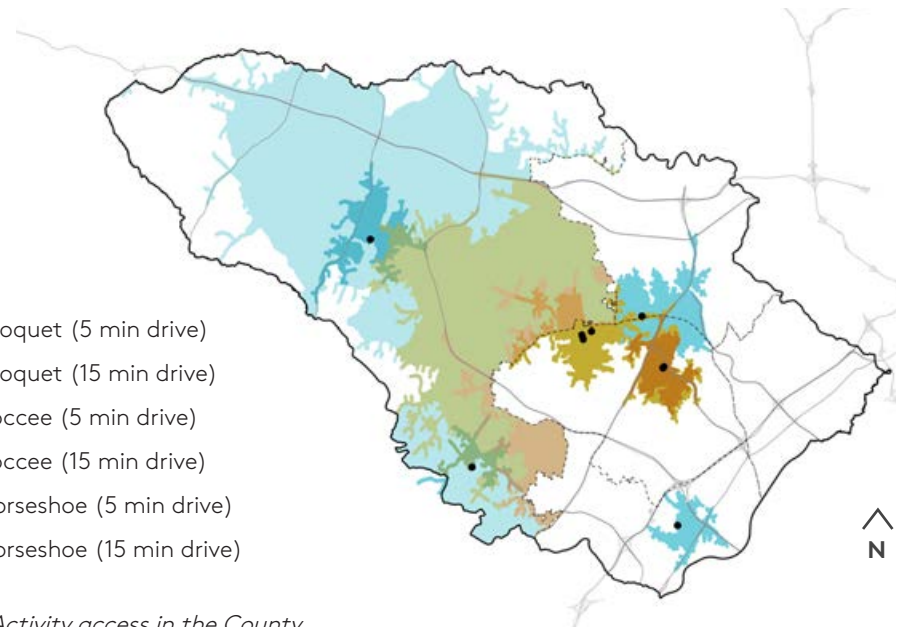 oquet (5 min drive)
oquet (15 min drive)
occee (5 min drive)
occee (15 min drive)
orseshoe (5 min drive)
orseshoe (15 min drive)
Activity access in the County
N